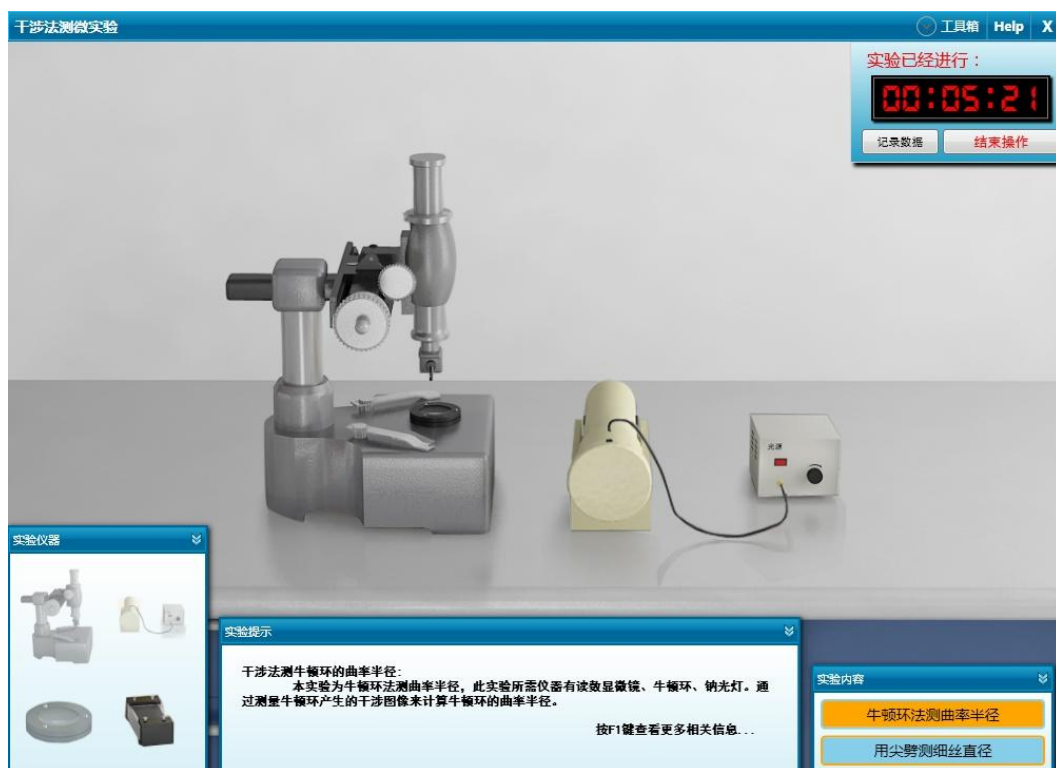 干涉法测微实验
工具箱 Help X
实验已经进行：
00:05:21
记录数据 结束操作
光源
实验仪器
实验提示
干涉法测牛顿环的曲率半径:
本实验为牛顿环法测曲率半径，此实验所需仪器有读数显微镜、牛顿环、钠光灯。通
过测量牛顿环产生的干涉图像来计算牛顿环的曲率半径。
按F1键查看更多相关信息...
实验内容
牛顿环法测曲率半径
用尖劈测细丝直径